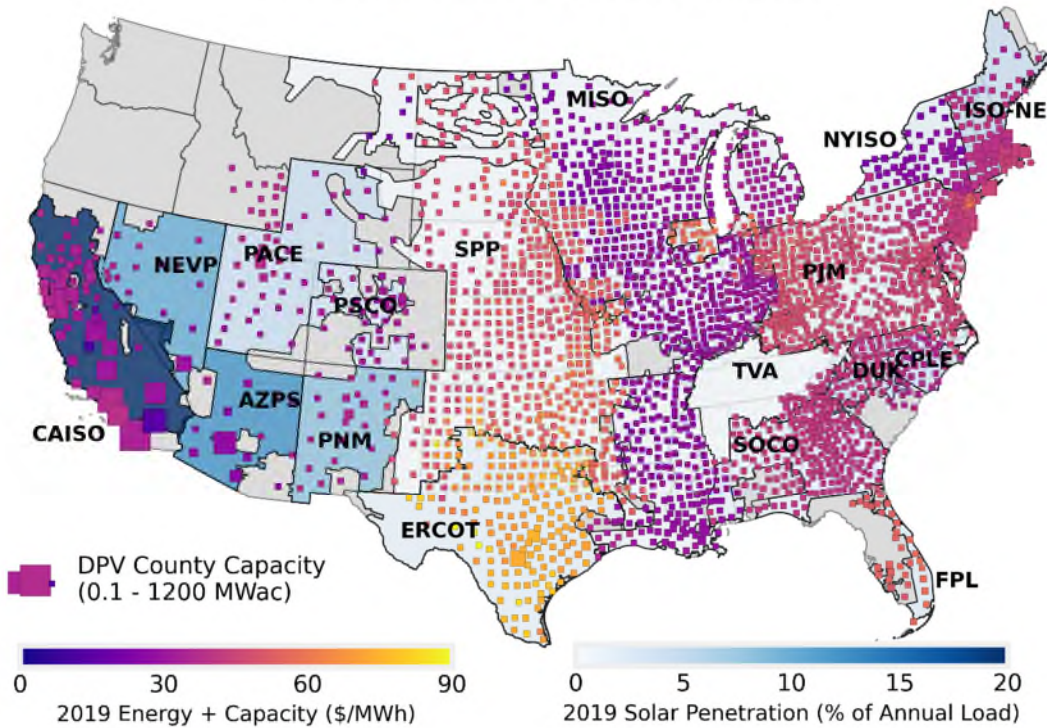 MISO
ISO-NE
NYISO
NEVP
PACE
SPP
PJM
PSCO
TVA
DUK
CPLE
AZPS
CAISO
PNM
SOCO
ERCOT
FPL
DPV County Capacity
(0.1 - 1200 MWac)
0 30 60 90
2019 Energy + Capacity ($/MWh)
0 5 10 15 20
2019 Solar Penetration (% of Annual Load)